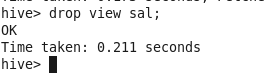 hive> drop view sal;
OK
Time taken: 0.211 seconds
hive>